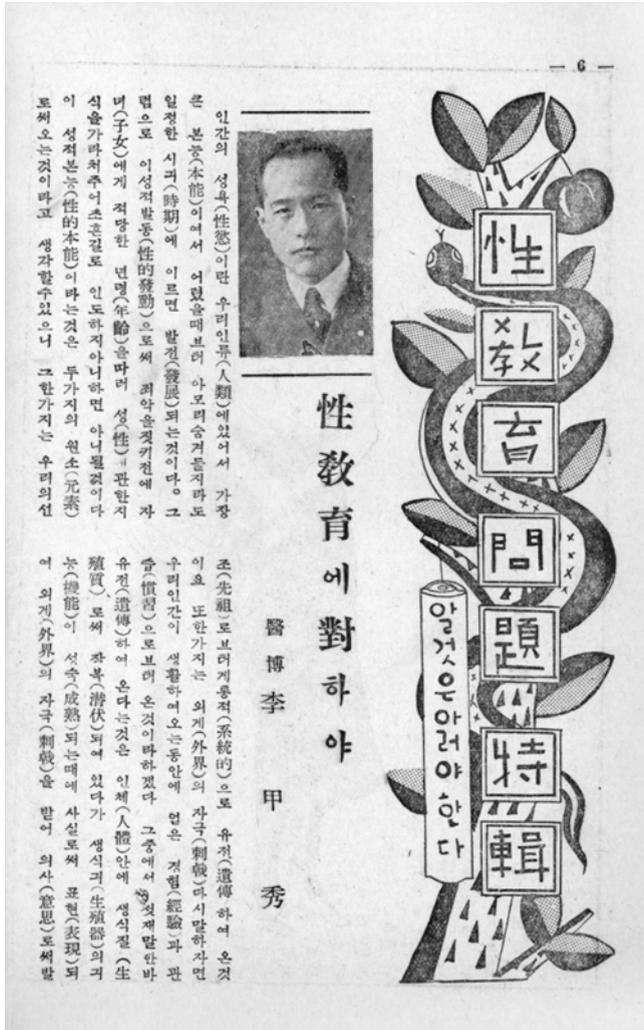 — 6 —
性敎育問題特輯
알것은알어야한다
性敎育에對하야
醫博 李甲秀
인간의 성욕(性慾)이란 우리인류(人類)에있어서 가장
큰 본능(本能)이여서 어렸을때브터 아모리숨겨둘지라도
일정한 시긔(時期)에 이르면 발전(發展)되는것이다。그
럼으로 이성적발동(性的發動)으로써 죄악을짓키전에 자
녀(子女)에게 적당한 년령(年齡)을따러 성(性) 관한지
식을가라처주어조흔길로 인도하지아니하면 아니될것이다
이 성적본능(性的本能)이라는것은 두가지의 원소(元素)
로써오는것이라고 생각할수있으니 그한가지는 우리의선
조(先祖)로브터게통적(系統的)으로 유전(遺傳 하여 온것
이요 또한가지는 외게(外界)의 자극(刺戟)다시말하자면
우리인간이 생활하여오는동안에 얻은 경험(經驗)과 관
습(慣習)으로브터 온것이라하겠다 그중에서 첫재말한바
유전(遺傳)하여 온다는것은 인체(人體)안에 생식질(生
殖質) 로써 잠복(潜伏)되여 있다가 생식긔(生殖器)의긔
능(機能)이 성숙(成熟)되는때에 사실로써 표현(表現)되
여 외게(外界)의 자극(刺戟)을 받어 의사(意思)로써발